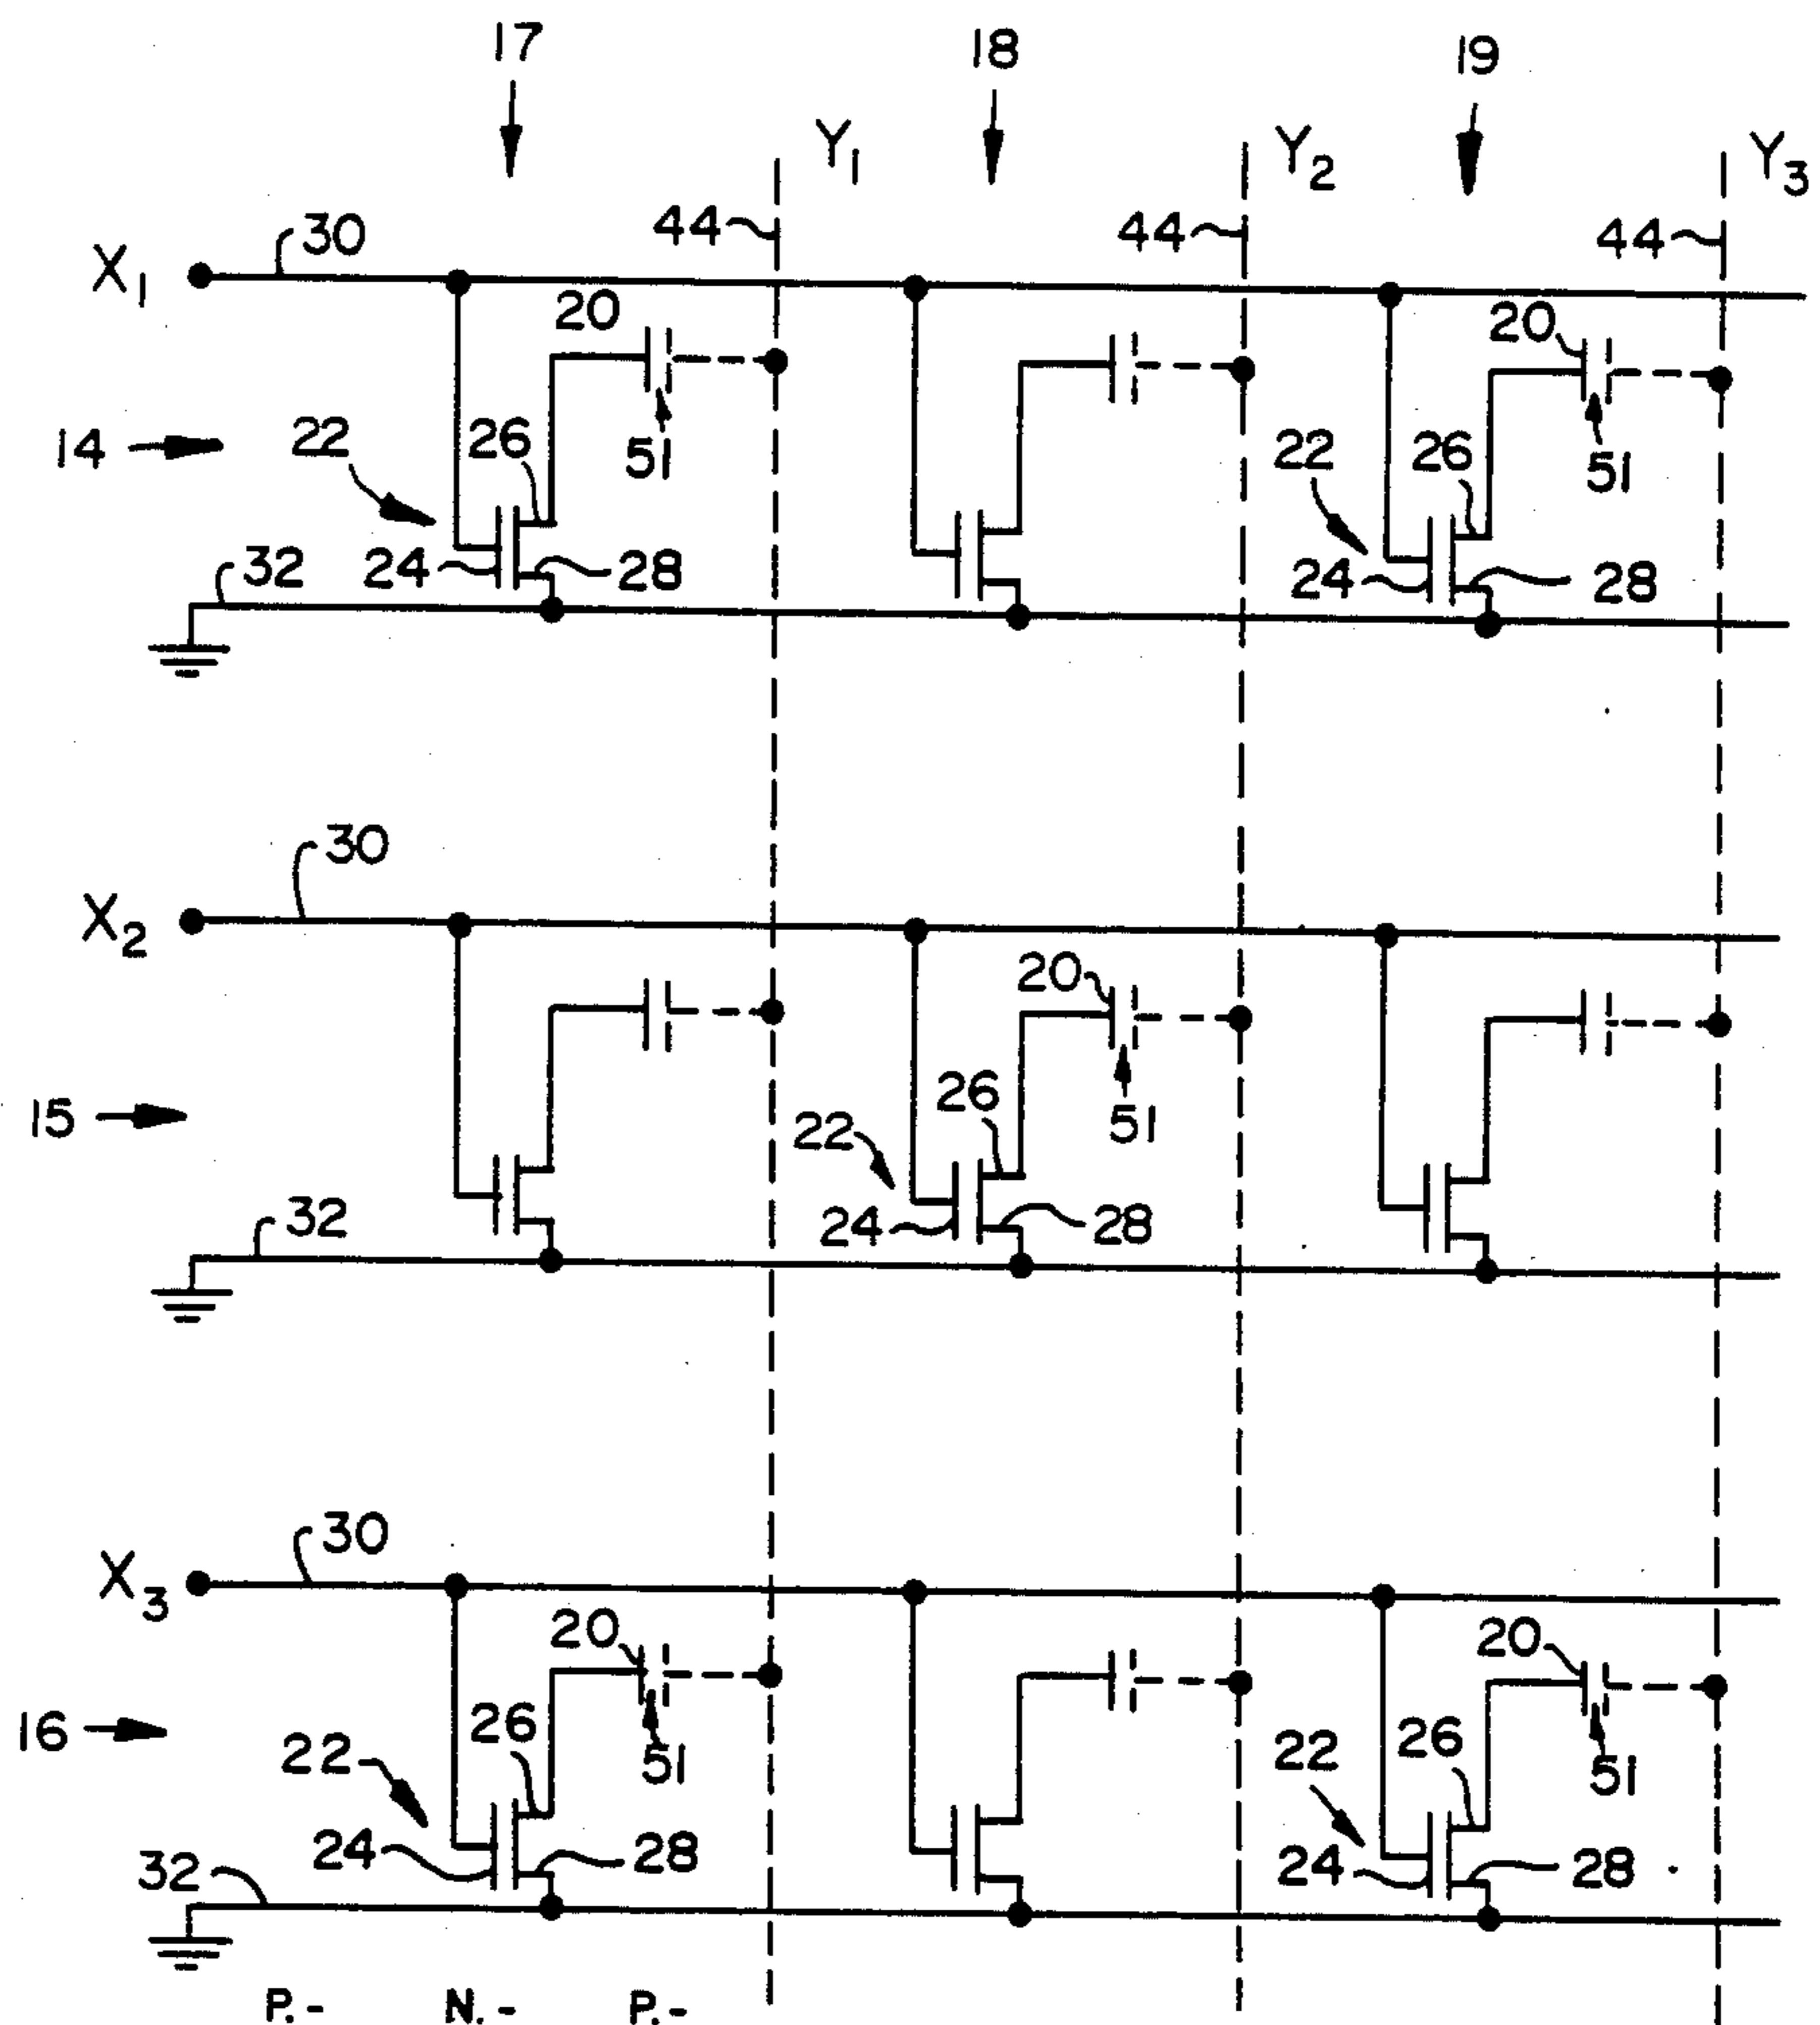 17 18 19
Y1 Y2 Y3
44 44 44
X1 30
20 20
14 22 26 51 22 26 51
32 24 28 24 28
X2 30
20
15 22 26 51
32 24 28
X3 30
20 20
16 22 26 51 22 26 51
32 24 28 24 28
P.- N.- P.-